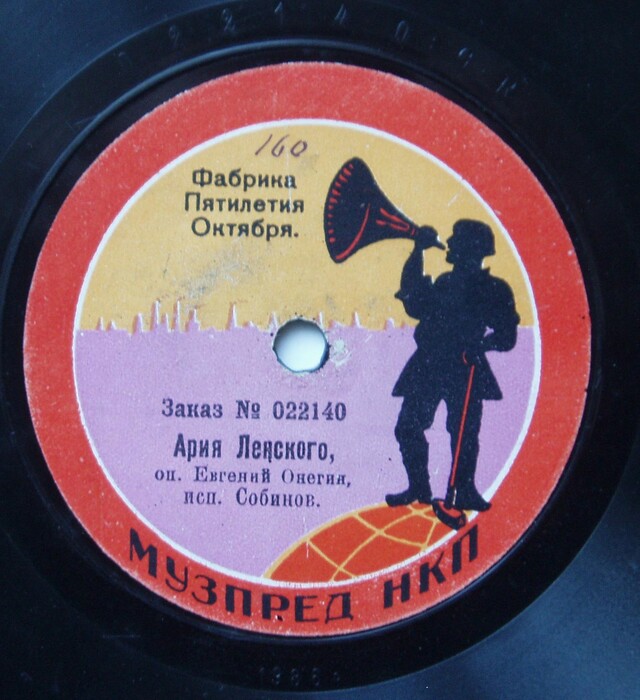 160
Фабрика
Пятилетия
Октября.
Заказ № 022140
Ария Ленского,
оп. Евгений Онегин,
исп. Собинов.
МУЗПРЕД НКП